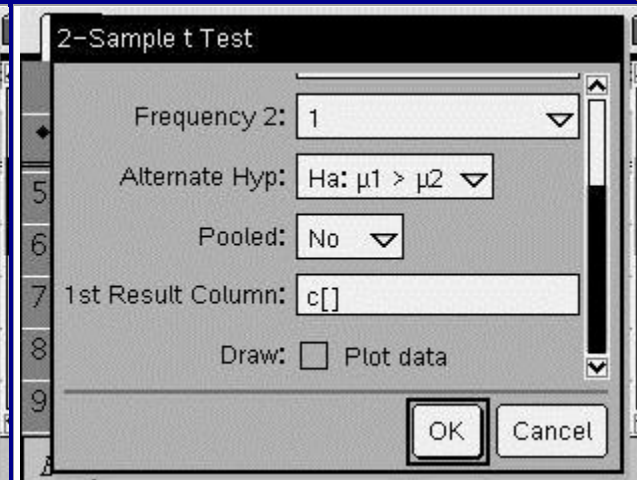 2-Sample t Test
Frequency 2: 1
Alternate Hyp: Ha: μ1 > μ2
5
Pooled: No
6
1st Result Column: c[]
7
Draw: Plot data
8
9
OK Cancel